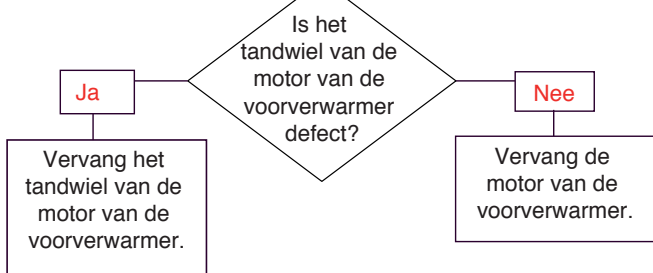 Is het
tandwiel van de
motor van de
voorverwarmer
defect?
Ja
Nee
Vervang het
tandwiel van de
motor van de
voorverwarmer.
Vervang de
motor van de
voorverwarmer.